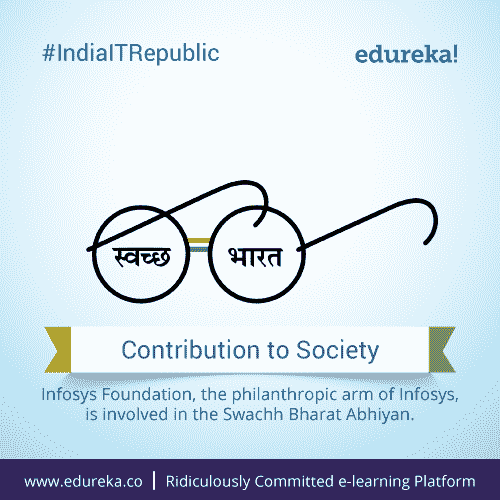 #IndiaITRepublic
edureka!
स्वच्छ भारत
Contribution to Society
Infosys Foundation, the philanthropic arm of Infosys,
is involved in the Swachh Bharat Abhiyan.
www.edureka.co | Ridiculously Committed e-learning Platform